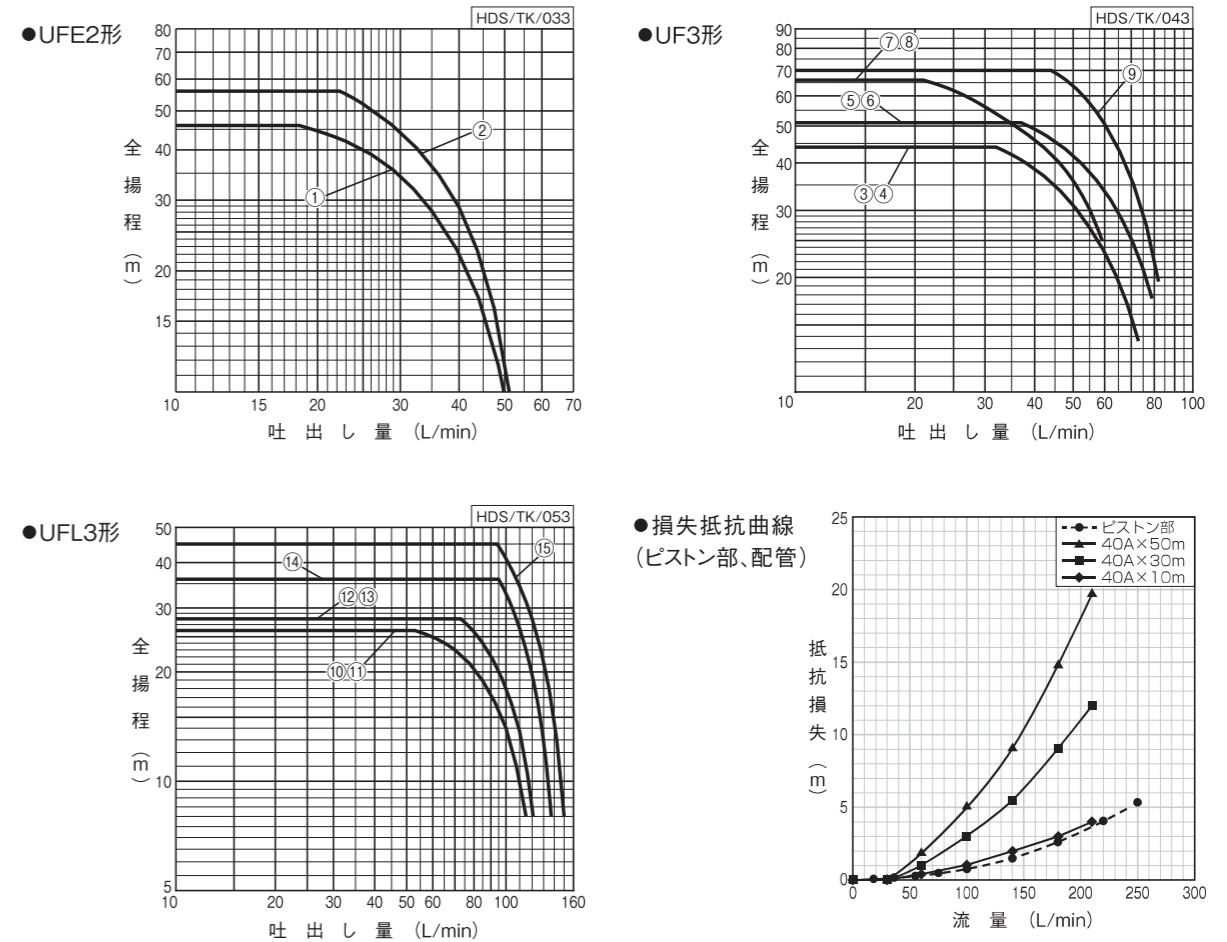 ●UFE2形
HDS/TK/033
80
70
60
50
40
30
20
15
全揚程(m)
①
②
10 15 20 30 40 50 60 70
吐出し量 (L/min)
●UF3形
HDS/TK/043
90
80
70
60
50
40
30
20
10
全揚程(m)
⑦⑧
⑤⑥
③④
⑨
20 30 40 50 60 80 100
吐出し量 (L/min)
●UFL3形
HDS/TK/053
50
40
30
20
10
5
全揚程(m)
⑭
⑫⑬
⑩⑪
⑮
10 20 30 40 50 60 80 100 160
吐出し量 (L/min)
●損失抵抗曲線
(ピストン部、配管)
ピストン部
40A×50m
40A×30m
40A×10m
25
20
15
10
5
0
抵抗損失(m)
0 50 100 150 200 250 300
流量 (L/min)